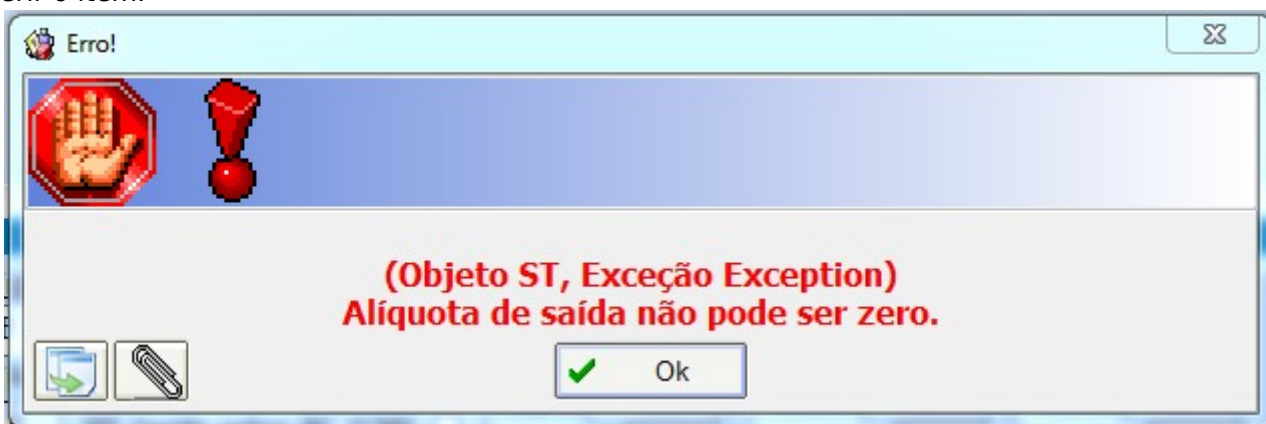 Erro!
(Objeto ST, Exceção Exception)
Alíquota de saída não pode ser zero.
Ok